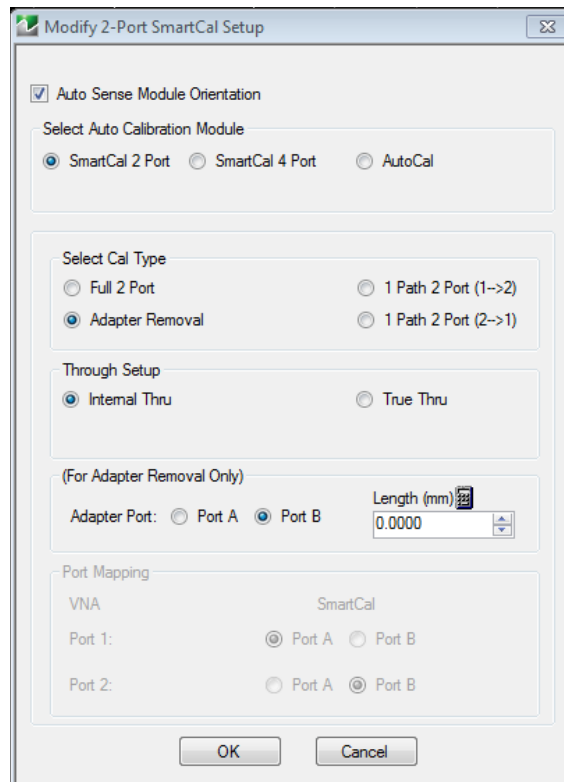 Modify 2-Port SmartCal Setup
Auto Sense Module Orientation
Select Auto Calibration Module
SmartCal 2 Port SmartCal 4 Port AutoCal
Select Cal Type
Full 2 Port 1 Path 2 Port (1-->2)
Adapter Removal 1 Path 2 Port (2-->1)
Through Setup
Internal Thru True Thru
(For Adapter Removal Only)
Length (mm)
Adapter Port: Port A Port B 0.0000
Port Mapping
VNA SmartCal
Port 1: Port A Port B
Port 2: Port A Port B
OK Cancel